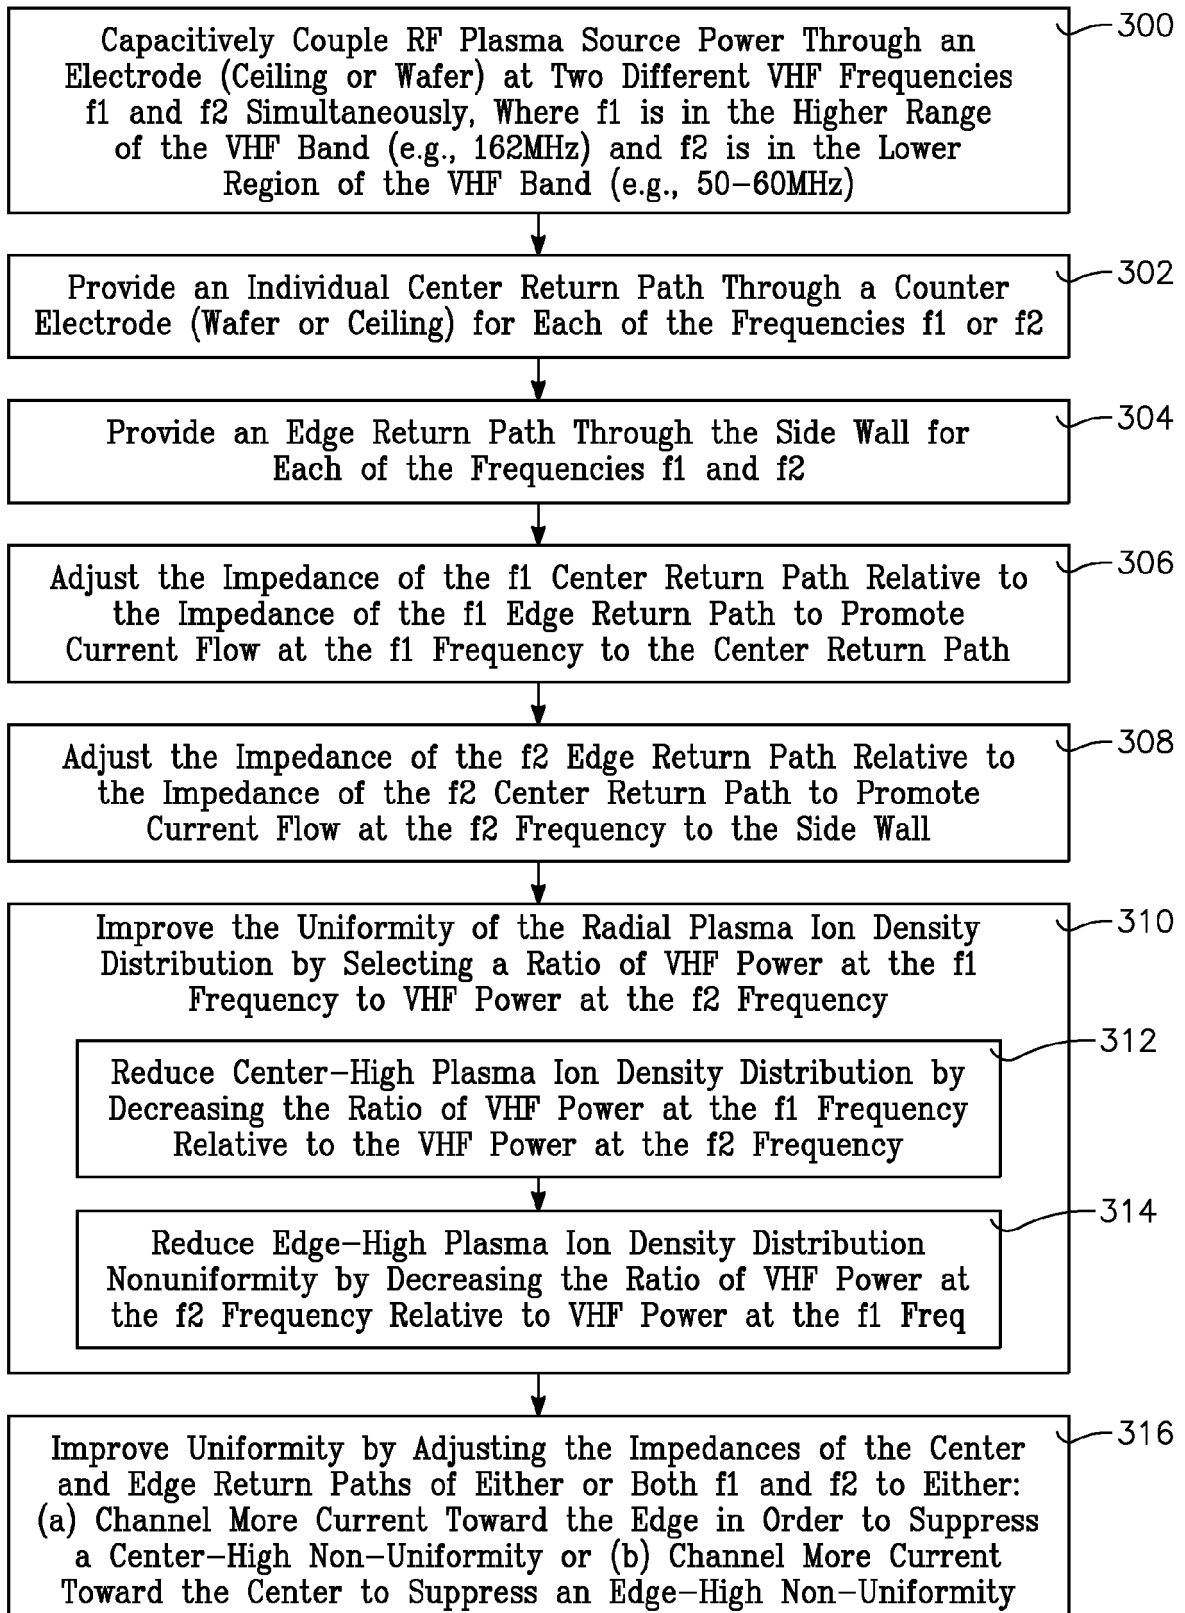 Capacitively Couple RF Plasma Source Power Through an
Electrode (Ceiling or Wafer) at Two Different VHF Frequencies
f1 and f2 Simultaneously, Where f1 is in the Higher Range
of the VHF Band (e.g., 162MHz) and f2 is in the Lower
Region of the VHF Band (e.g., 50-60MHz)
300
Provide an Individual Center Return Path Through a Counter
Electrode (Wafer or Ceiling) for Each of the Frequencies f1 or f2
302
Provide an Edge Return Path Through the Side Wall for
Each of the Frequencies f1 and f2
304
Adjust the Impedance of the f1 Center Return Path Relative to
the Impedance of the f1 Edge Return Path to Promote
Current Flow at the f1 Frequency to the Center Return Path
306
Adjust the Impedance of the f2 Edge Return Path Relative to
the Impedance of the f2 Center Return Path to Promote
Current Flow at the f2 Frequency to the Side Wall
308
Improve the Uniformity of the Radial Plasma Ion Density
Distribution by Selecting a Ratio of VHF Power at the f1
Frequency to VHF Power at the f2 Frequency
310
Reduce Center-High Plasma Ion Density Distribution by
Decreasing the Ratio of VHF Power at the f1 Frequency
Relative to the VHF Power at the f2 Frequency
312
Reduce Edge-High Plasma Ion Density Distribution
Nonuniformity by Decreasing the Ratio of VHF Power at
the f2 Frequency Relative to VHF Power at the f1 Freq
314
Improve Uniformity by Adjusting the Impedances of the Center
and Edge Return Paths of Either or Both f1 and f2 to Either:
(a) Channel More Current Toward the Edge in Order to Suppress
a Center-High Non-Uniformity or (b) Channel More Current
Toward the Center to Suppress an Edge-High Non-Uniformity
316